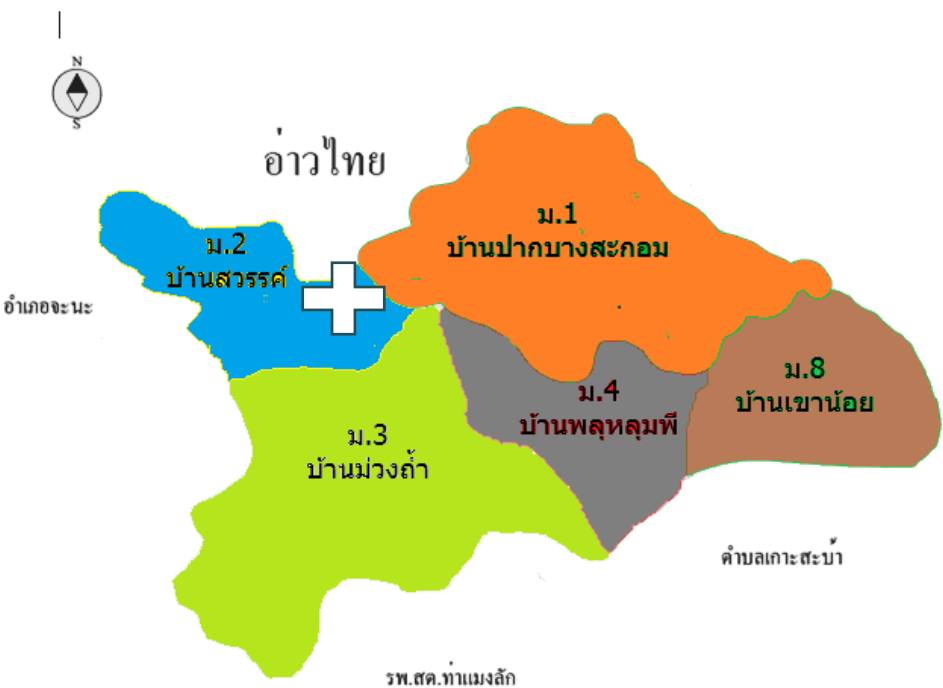 N
S
อ่าวไทย
ม.1
บ้านปากบางสะกอม
ม.2
บ้านสวรรค์
อำเภอจะนะ
ม.8
บ้านเขาน้อย
ม.4
บ้านพลุหลุมพี
ม.3
บ้านม่วงถ้ำ
ตำบลเกาะสะบ้า
รพ.สต.ท่าแมงลัก